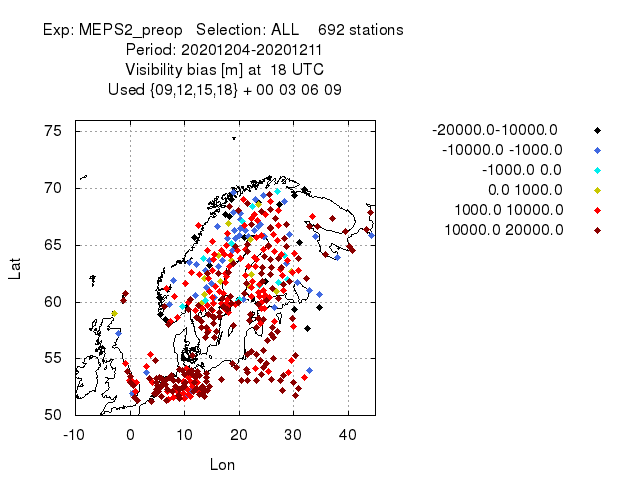 Exp: MEPS2_preop   Selection: ALL    692 stations
Period: 20201204-20201211
Visibility bias [m] at  18 UTC
Used {09,12,15,18} + 00 03 06 09
-20000.0-10000.0
-10000.0 -1000.0
-1000.0 0.0
0.0 1000.0
1000.0 10000.0
10000.0 20000.0
75
70
65
60
55
50
Lat
-10 0 10 20 30 40
Lon